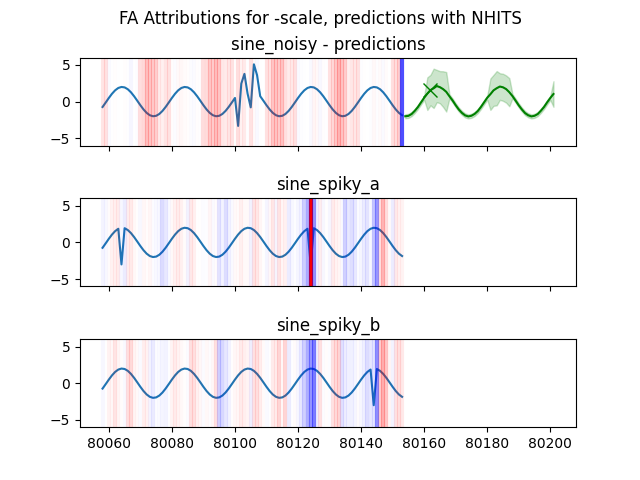 FA Attributions for -scale, predictions with NHITS
sine_noisy - predictions
5
0
−5
sine_spiky_a
5
0
−5
sine_spiky_b
5
0
−5
80060 80080 80100 80120 80140 80160 80180 80200